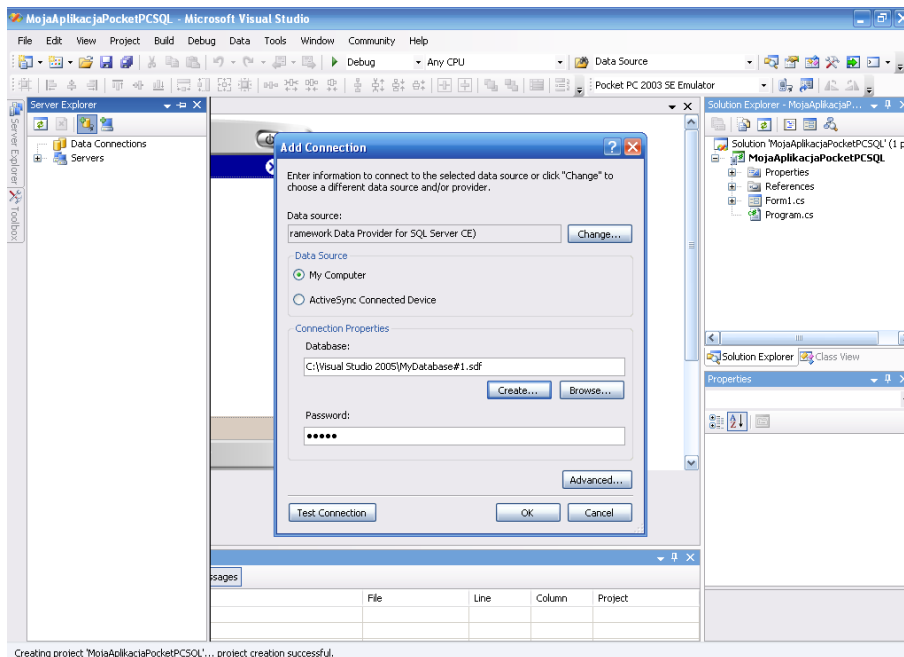 MojaAplikacjaPocketPCSQL - Microsoft Visual Studio
File Edit View Project Build Debug Data Tools Window Community Help
Debug Any CPU Data Source
Pocket PC 2003 SE Emulator
Server Explorer
Server Explorer
Toolbox
Data Connections
Servers
Add Connection
Enter information to connect to the selected data source or click "Change" to
choose a different data source and/or provider.
Data source:
ramework Data Provider for SQL Server CE)
Change...
Data Source
My Computer
ActiveSync Connected Device
Connection Properties
Database:
C:\Visual Studio 2005\MyDatabase#1.sdf
Create... Browse...
Password:
•••••
Advanced...
Test Connection OK Cancel
Solution Explorer - MojaAplikacjaP...
Solution 'MojaAplikacjaPocketPCSQL' (1 p
MojaAplikacjaPocketPCSQL
Properties
References
Form1.cs
Program.cs
Solution Explorer Class View
Properties
ssages
File Line Column Project
Creating project 'MojaAplikacjaPocketPCSQL'... project creation successful.